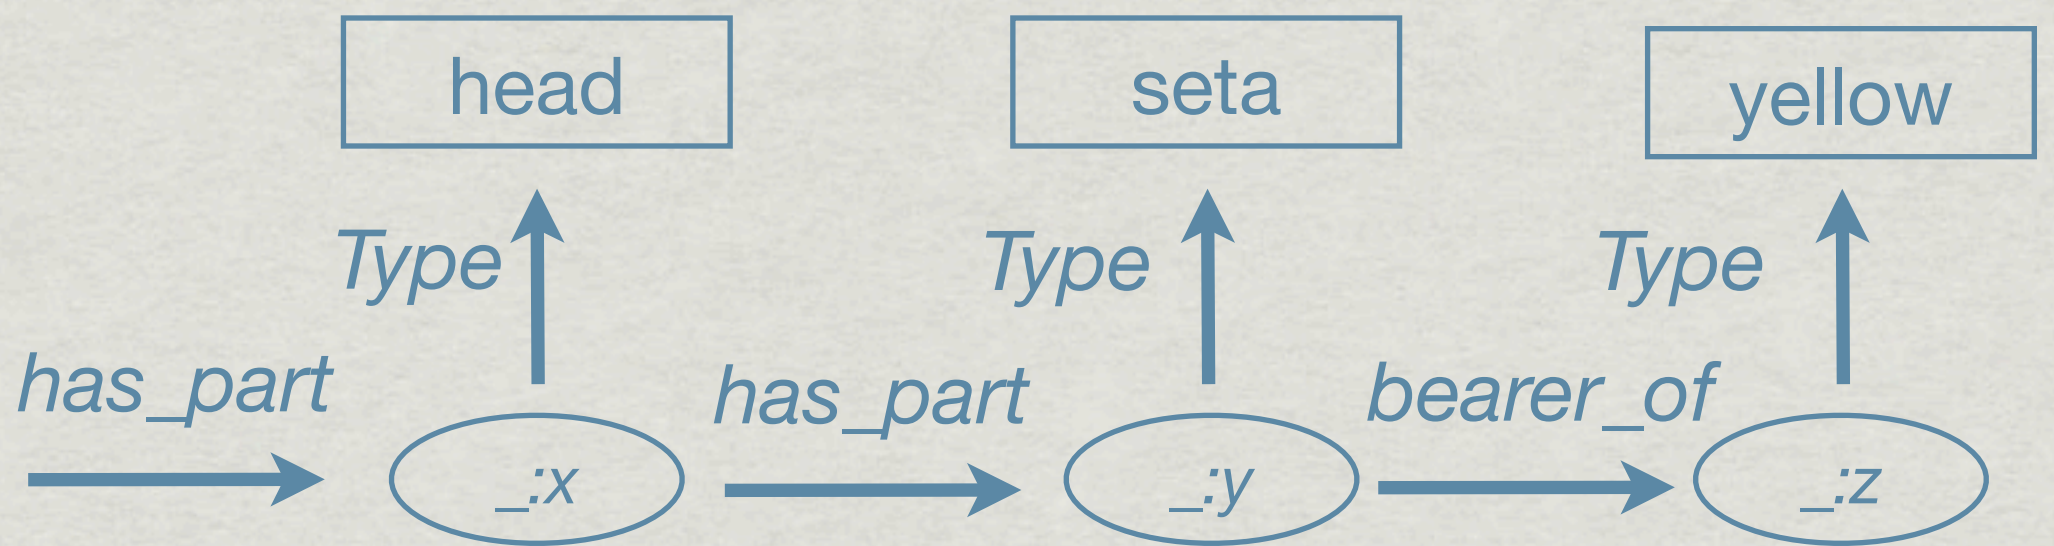 head
seta
yellow
Type
Type
Type
has_part
has_part
bearer_of
_:x
_:y
_:z